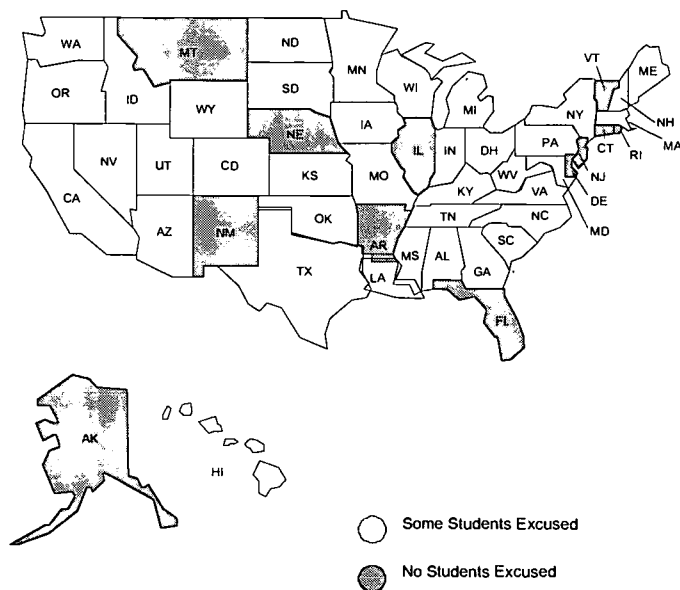 WA
MT
ND
MN
VT
ME
OR
ID
SD
WI
MI
NY
NH
MA
WY
NE
IA
IL
IN
DH
PA
CT
RI
NV
UT
CD
KS
MO
WV
VA
NJ
DE
MD
CA
AZ
NM
OK
AR
KY
TN
NC
SC
TX
LA
MS
AL
GA
FL
AK
HI
Some Students Excused
No Students Excused